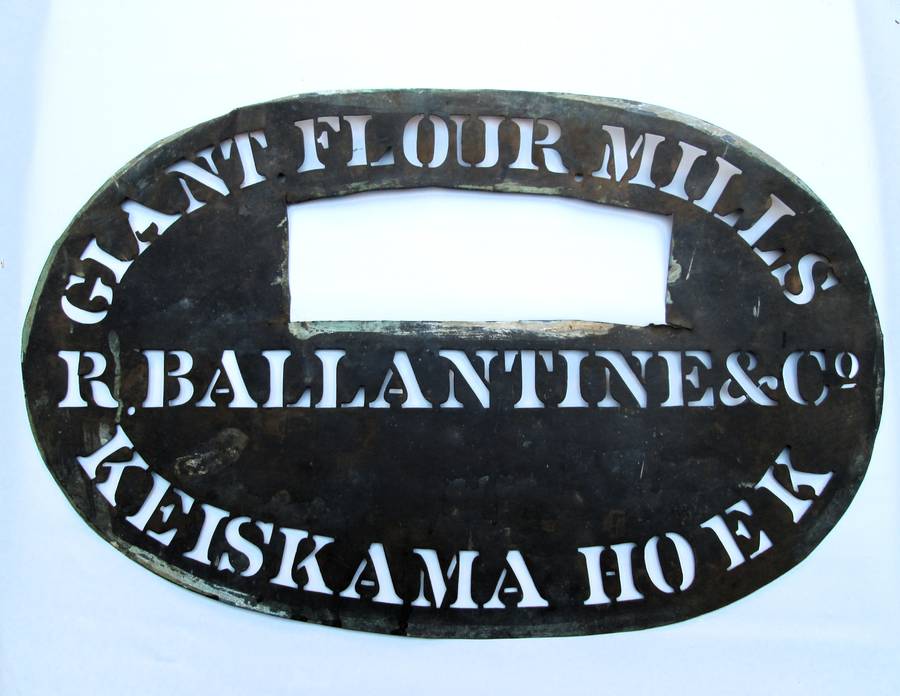 GIANT FLOUR MILLS
R. BALLANTINE & Cº
KEISKAMA HOEK